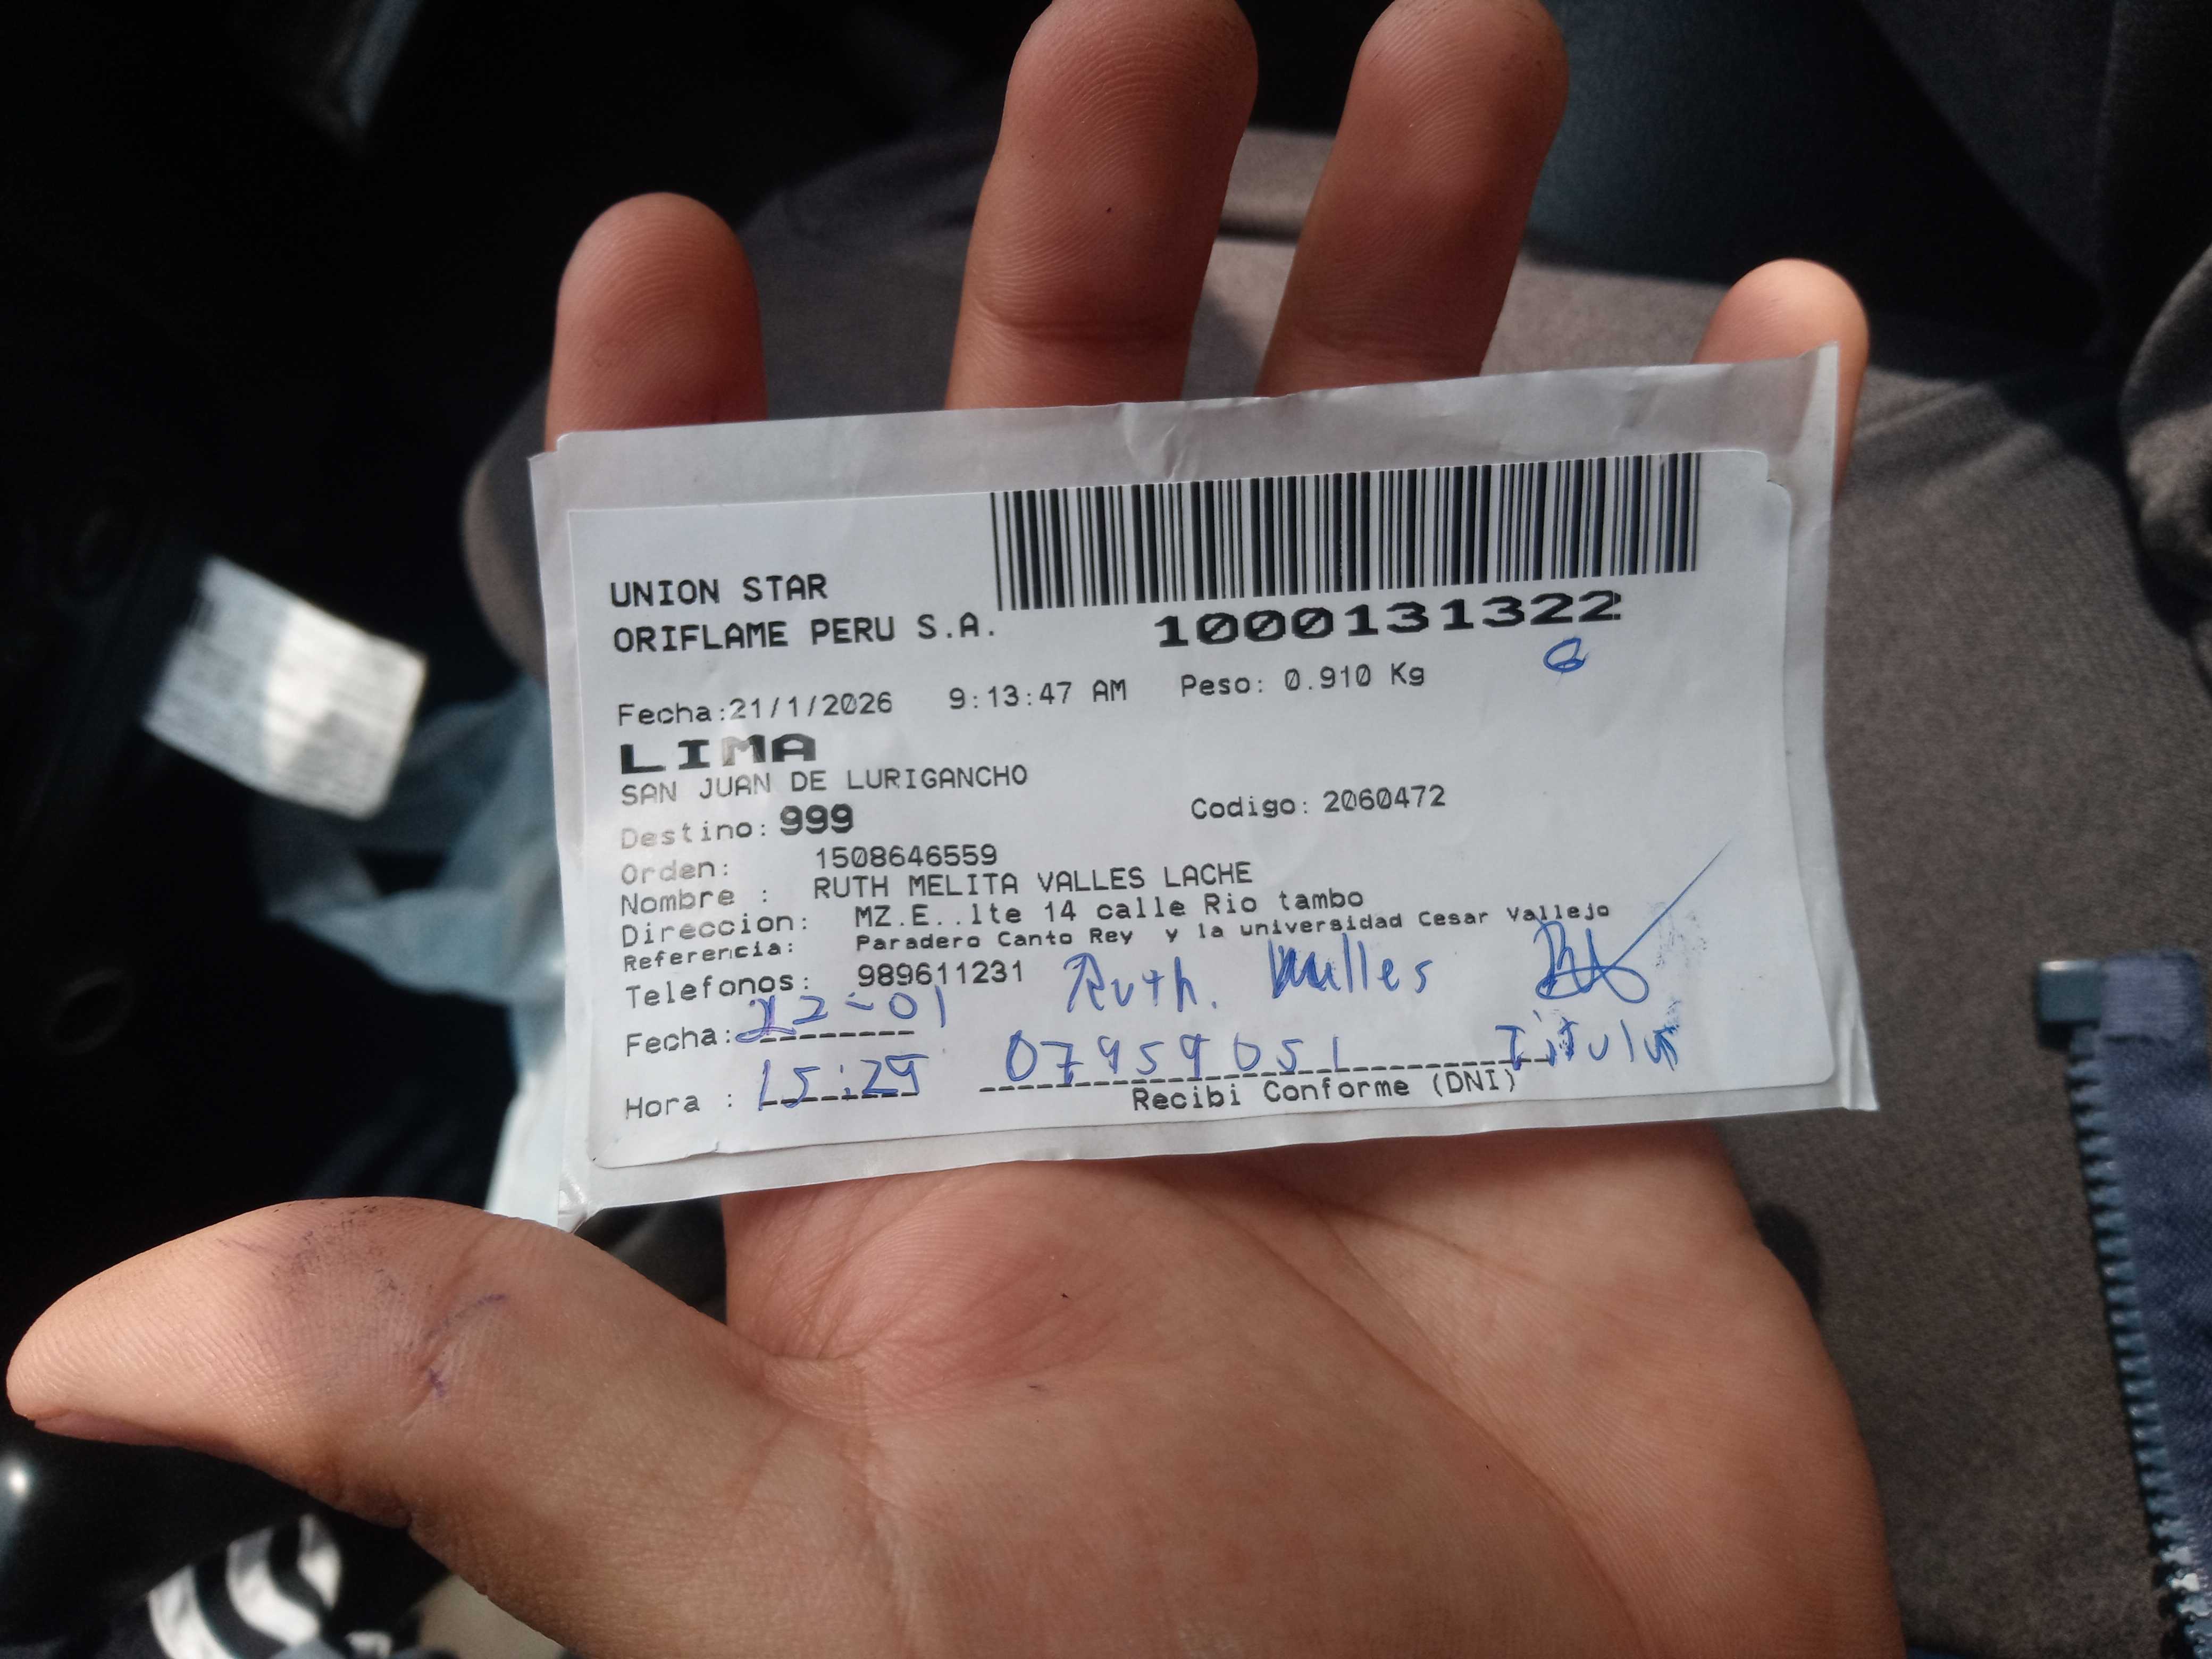 UNION STAR
ORIFLAME PERU S.A.
1000131322
Fecha:21/1/2026 9:13:47 AM Peso: 0.910 Kg
LIMA
SAN JUAN DE LURIGANCHO
Destino: 999 Codigo: 2060472
Orden: 1508646559
Nombre : RUTH MELITA VALLES LACHE
Direccion: MZ.E..lte 14 calle Rio tambo
Referencia: Paradero Canto Rey y la universidad Cesar Vallejo
Telefonos: 989611231 Ruth. Valles
Fecha: 22-01
Hora : 15:29 07959051 Titular
Recibi Conforme (DNI)